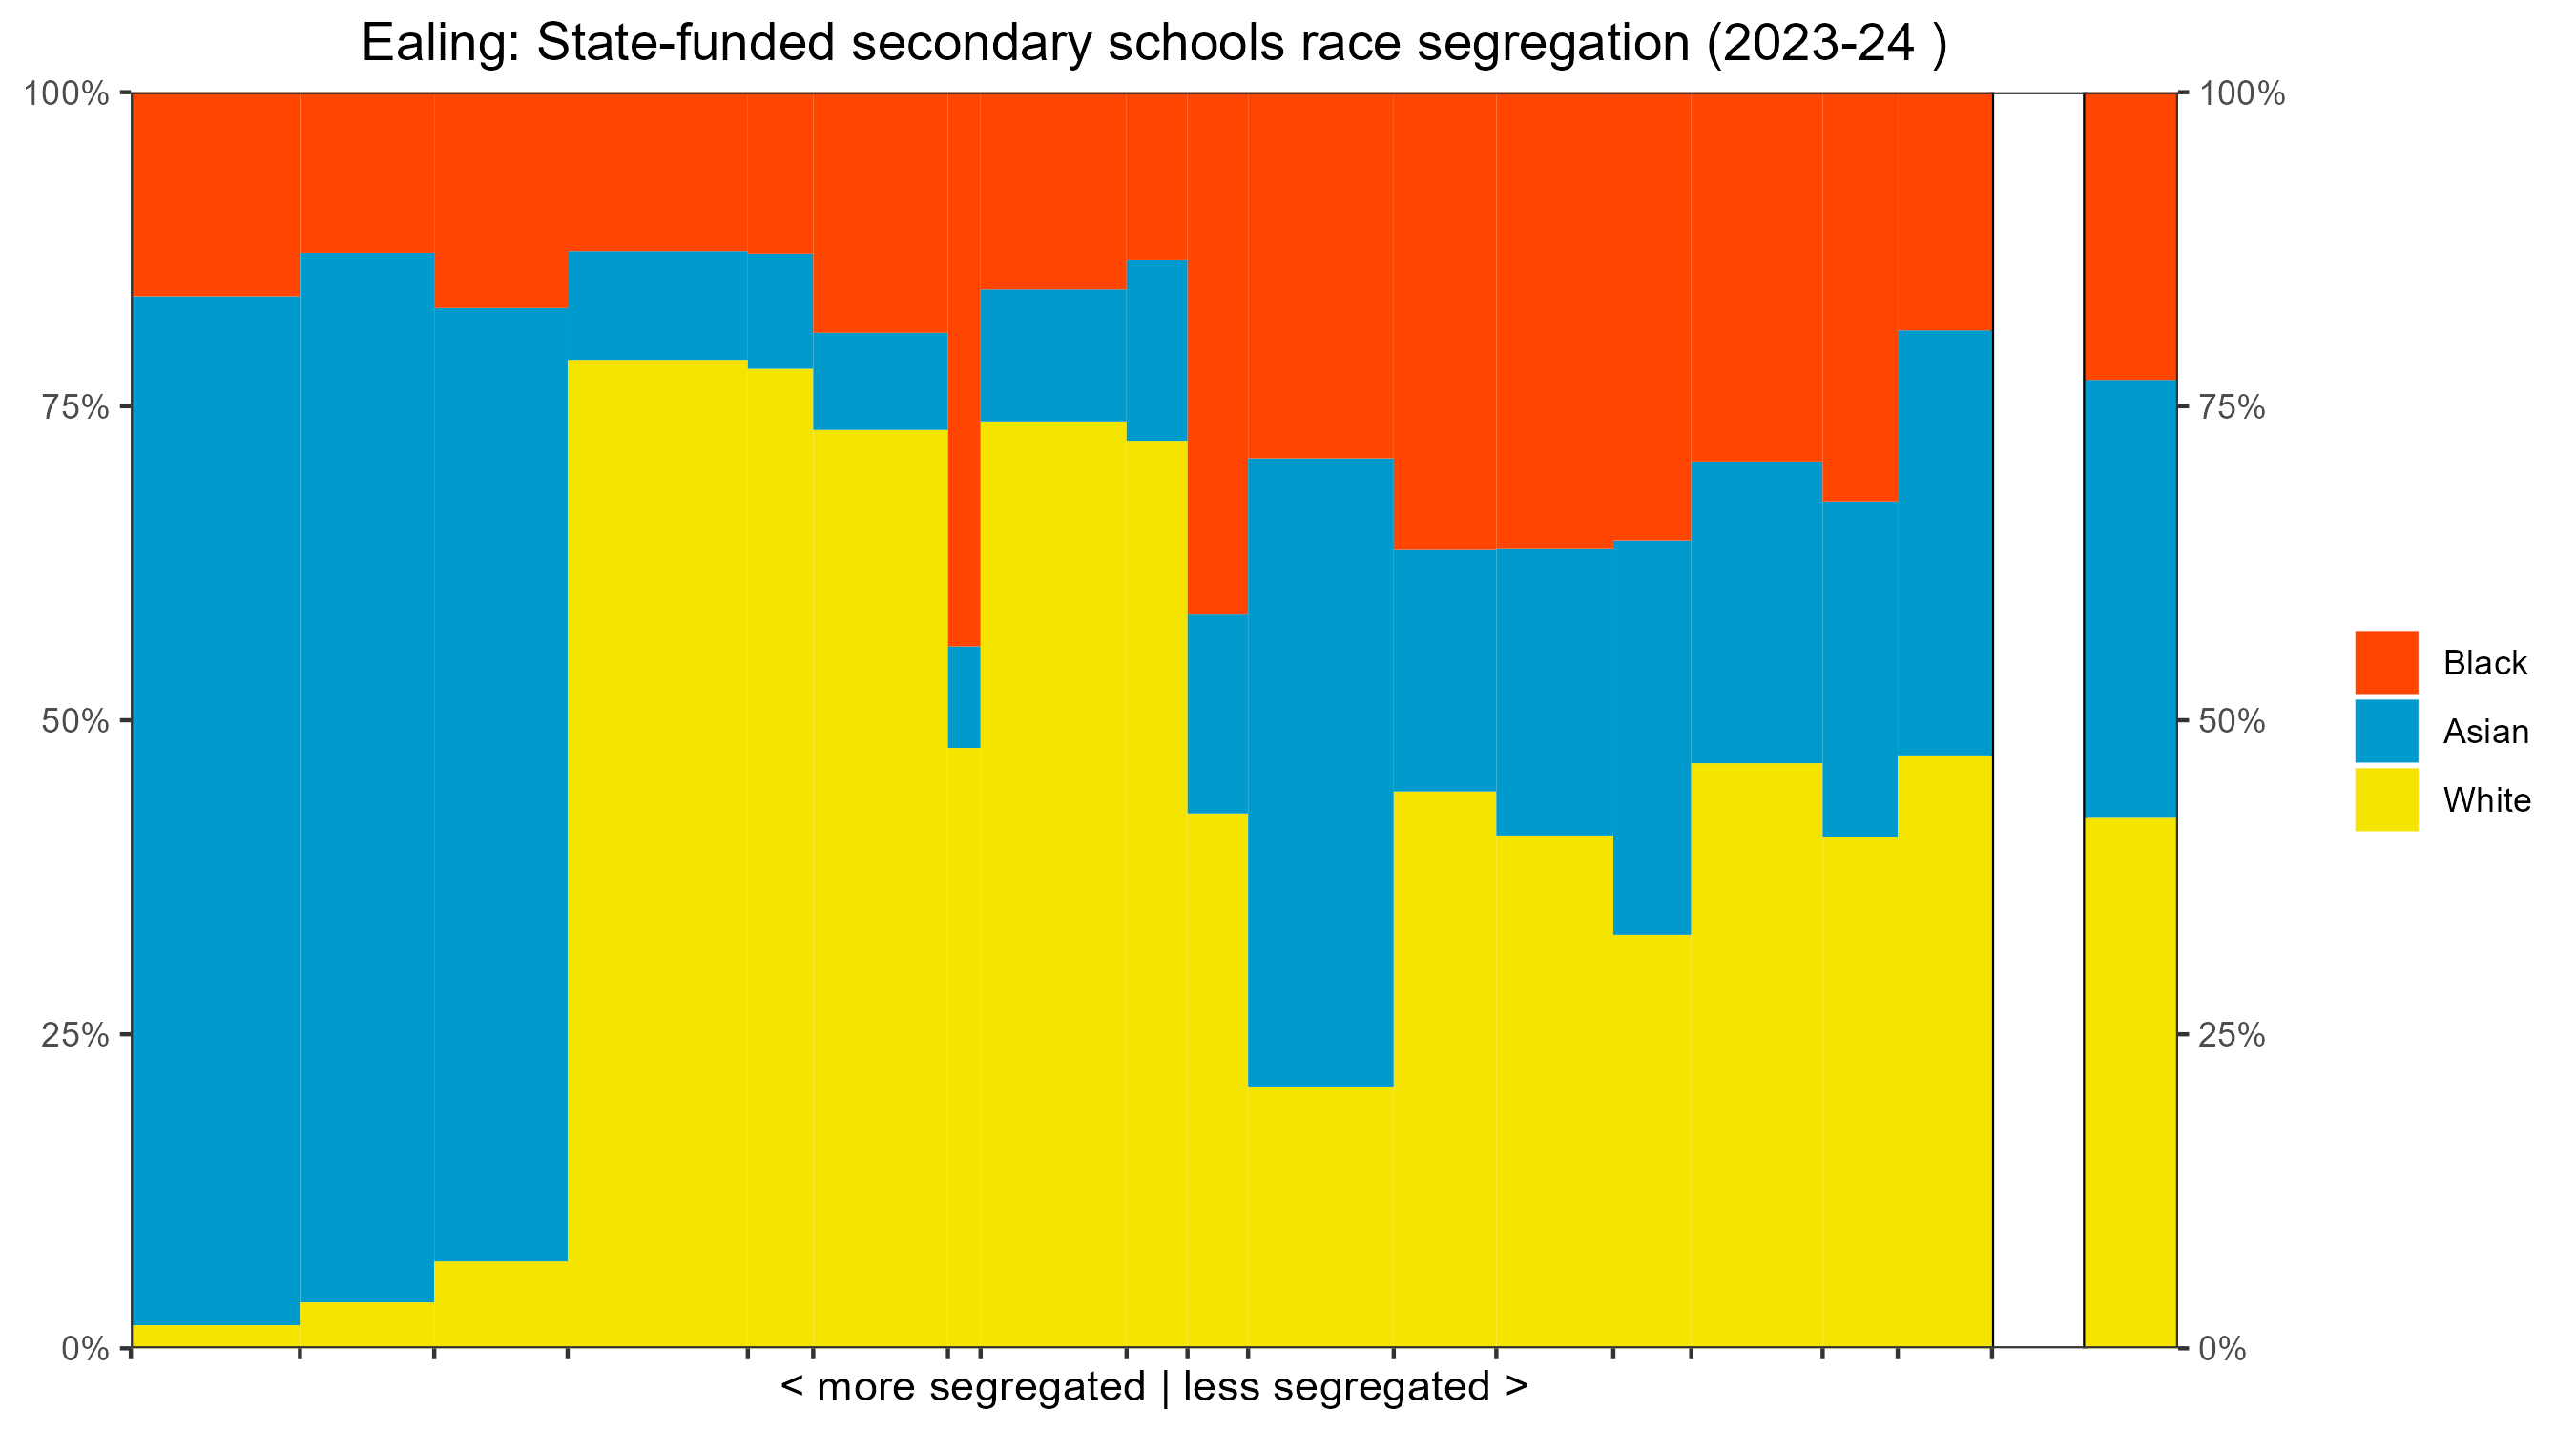 Ealing: State-funded secondary schools race segregation (2023-24 )
100%
75%
50%
25%
0%
100%
75%
50%
25%
0%
Black
Asian
White
< more segregated | less segregated >